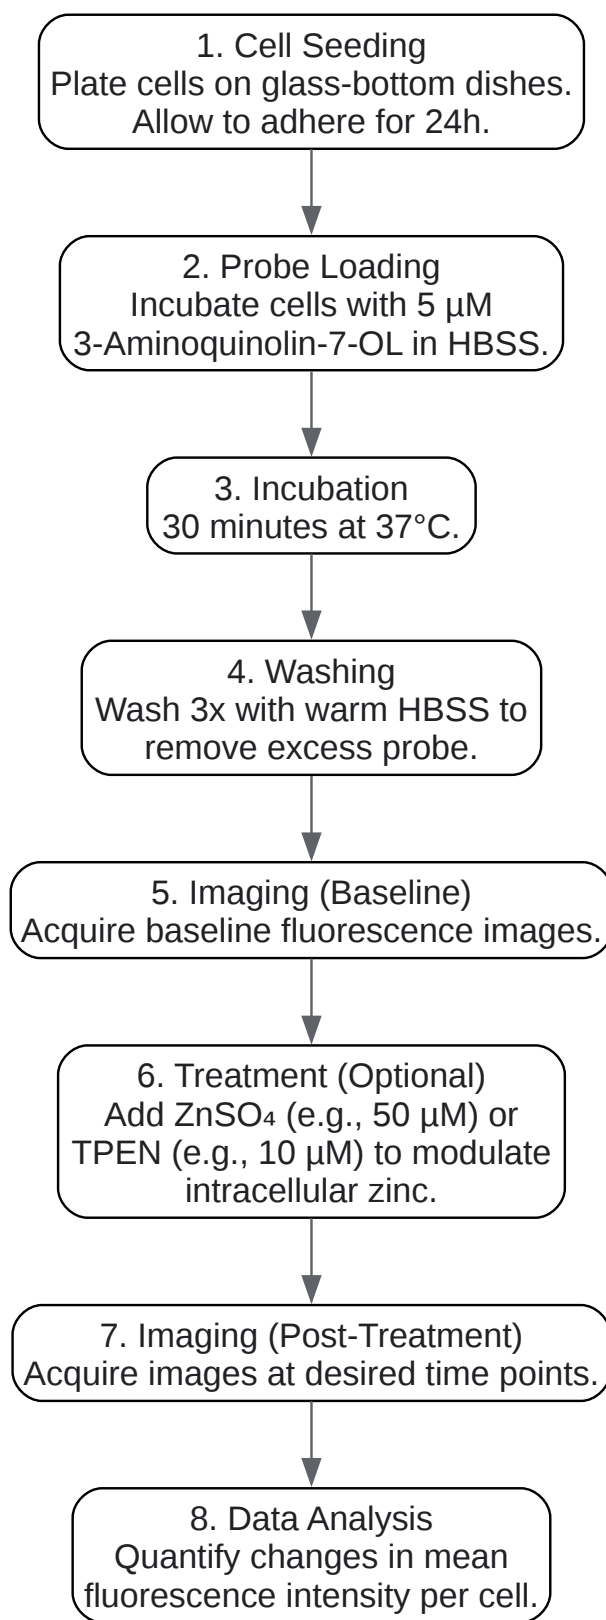 1. Cell Seeding
Plate cells on glass-bottom dishes.
Allow to adhere for 24h.
2. Probe Loading
Incubate cells with 5 µM
3-Aminoquinolin-7-OL in HBSS.
3. Incubation
30 minutes at 37°C.
4. Washing
Wash 3x with warm HBSS to
remove excess probe.
5. Imaging (Baseline)
Acquire baseline fluorescence images.
6. Treatment (Optional)
Add ZnSO₄ (e.g., 50 µM) or
TPEN (e.g., 10 µM) to modulate
intracellular zinc.
7. Imaging (Post-Treatment)
Acquire images at desired time points.
8. Data Analysis
Quantify changes in mean
fluorescence intensity per cell.